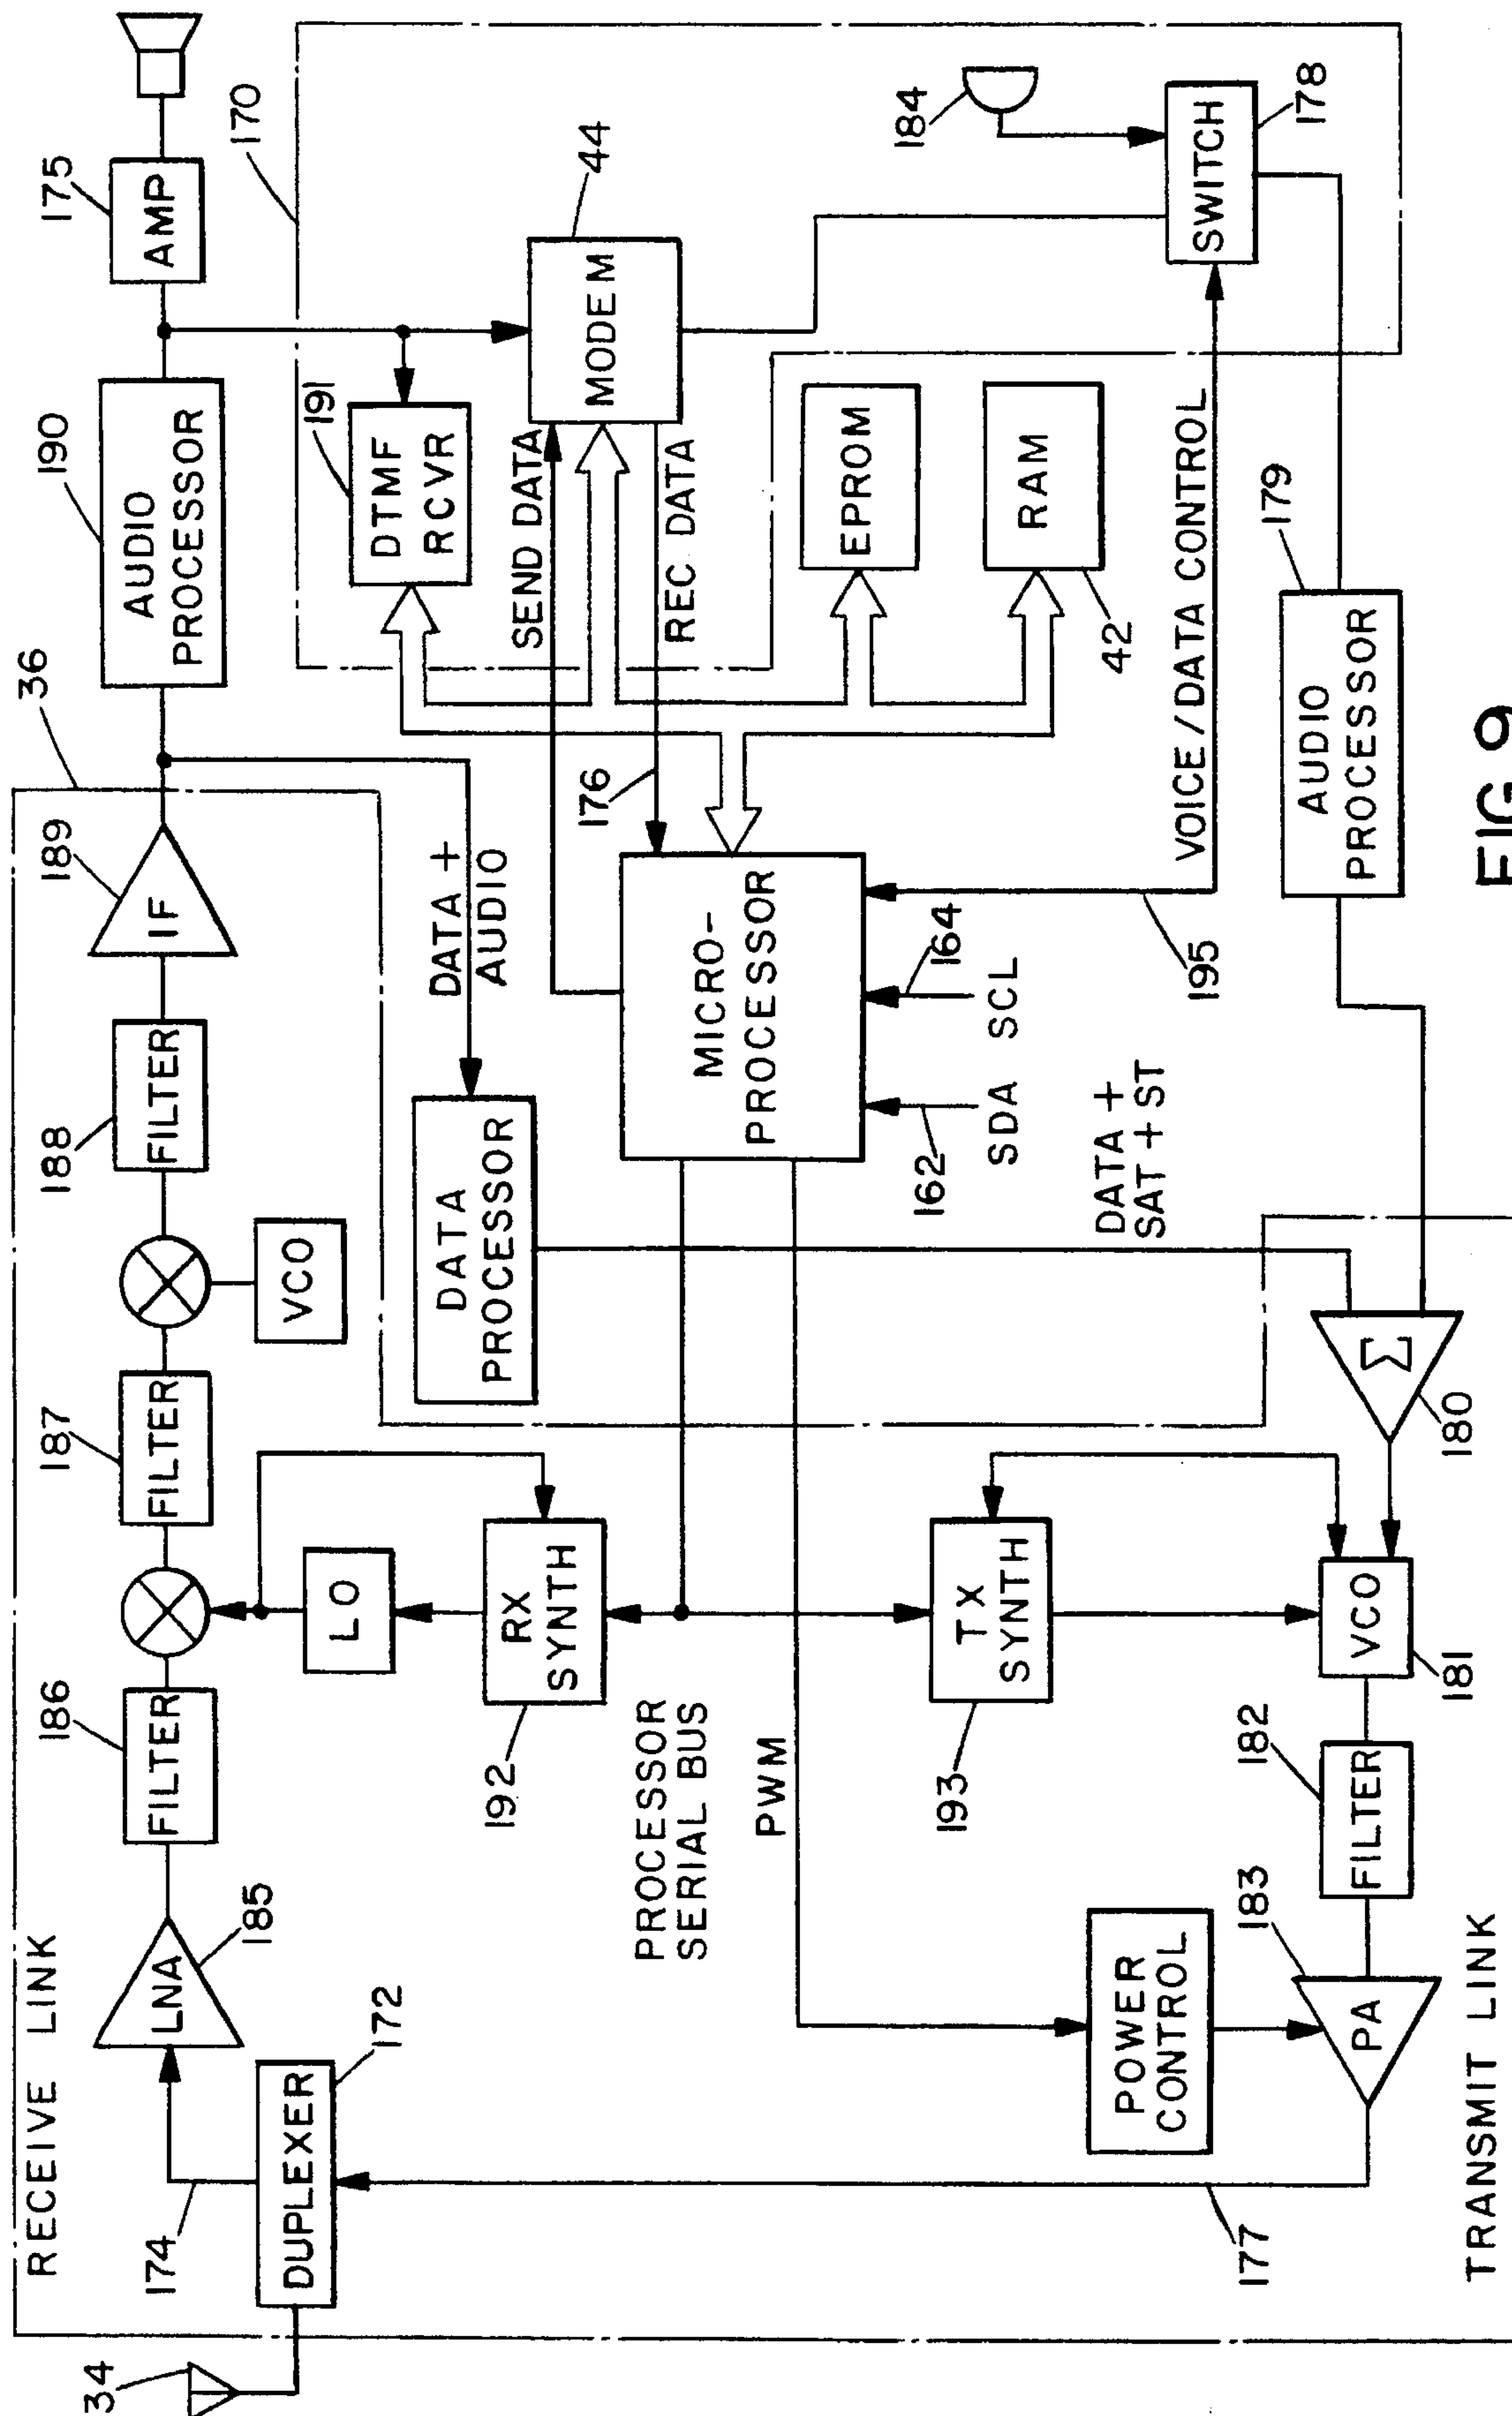 RECEIVE LINK
34
174
DUPLEXER
172
LNA
185
186
FILTER
187
FILTER
VCO
188
FILTER
189
IF
36
190
AUDIO
PROCESSOR
175
AMP
170
LO
RX
SYNTH
192
DATA
PROCESSOR
DATA +
AUDIO
191
DTMF
RCVR
MODEM
44
SEND DATA
REC DATA
176
PROCESSOR
SERIAL BUS
PWM
MICRO-
PROCESSOR
EPROM
RAM
42
184
SWITCH
178
162
164
SDA SCL
VOICE/DATA CONTROL
195
DATA +
SAT + ST
TX
SYNTH
193
POWER
CONTROL
177
183
PA
182
FILTER
VCO
181
Σ
180
179
AUDIO
PROCESSOR
TRANSMIT LINK
FIG 9